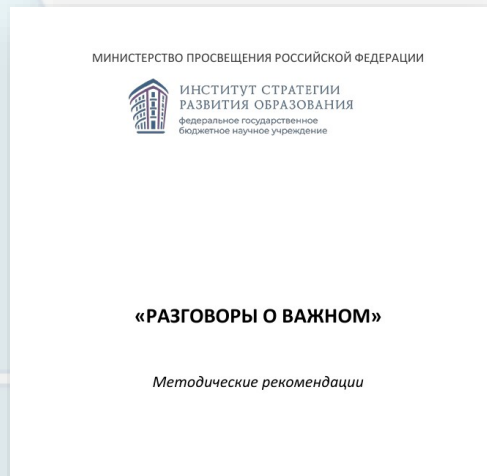 МИНИСТЕРСТВО ПРОСВЕЩЕНИЯ РОССИЙСКОЙ ФЕДЕРАЦИИ
ИНСТИТУТ СТРАТЕГИИ
РАЗВИТИЯ ОБРАЗОВАНИЯ
федеральное государственное
бюджетное научное учреждение
«РАЗГОВОРЫ О ВАЖНОМ»
Методические рекомендации